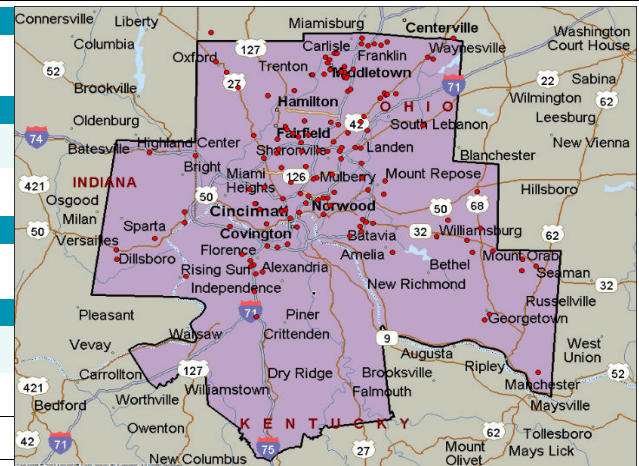 Connersville Liberty Miamisburg Centerville
Columbia Carlisle Franklin Waynesville Washington
Court House
127
52 Oxford Trenton Middletown 71 22 Sabina
27
Brookville Hamilton OHIO Wilmington 62
Oldenburg 42 South Lebanon Leesburg
74 Fairfield
Batesville Highland Center Sharonville Landen New Vienna
Bright 126 Blanchester
421 INDIANA Miami
Heights Mulberry Mount Repose Hillsboro
Osgood 50 Norwood 50 68
Milan Cincinnati
50 Versailles Sparta Covington 32 Williamsburg 62
Batavia
Dillsboro Florence Amelia Bethel Mount Orab
Rising Sun Alexandria Seaman
Independence New Richmond 32
Russellville
Pleasant 71 Piner Georgetown
Vevay Warsaw Crittenden 9 West
Union
Carrollton 127 Augusta Ripley
421 Dry Ridge Brooksville Manchester 52
Bedford Worthville Wiliamstown Falmouth Maysville
Owenton KENTUCKY
42 71 75 27 62 Tollesboro
New Columbus Mount
Olivet Mays Lick